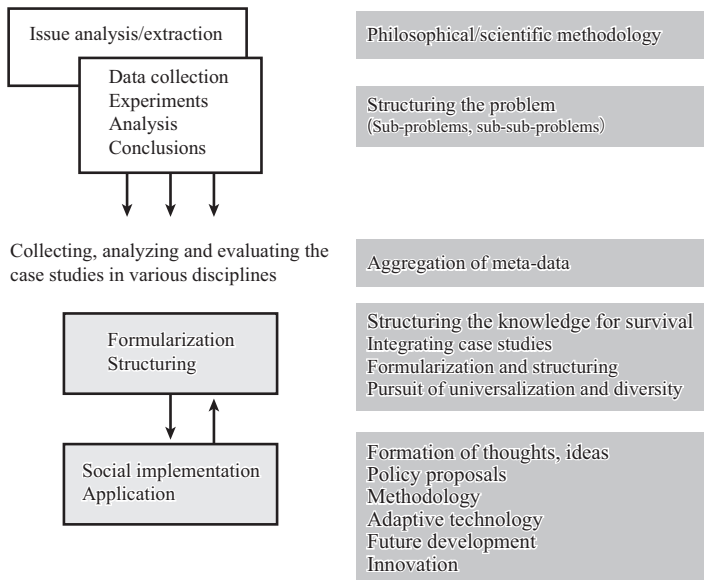 Issue analysis/extraction
Philosophical/scientific methodology
Data collection
Experiments
Analysis
Conclusions
Structuring the problem
(Sub-problems, sub-sub-problems)
Collecting, analyzing and evaluating the
case studies in various disciplines
Aggregation of meta-data
Formularization
Structuring
Structuring the knowledge for survival
Integrating case studies
Formularization and structuring
Pursuit of universalization and diversity
Social implementation
Application
Formation of thoughts, ideas
Policy proposals
Methodology
Adaptive technology
Future development
Innovation